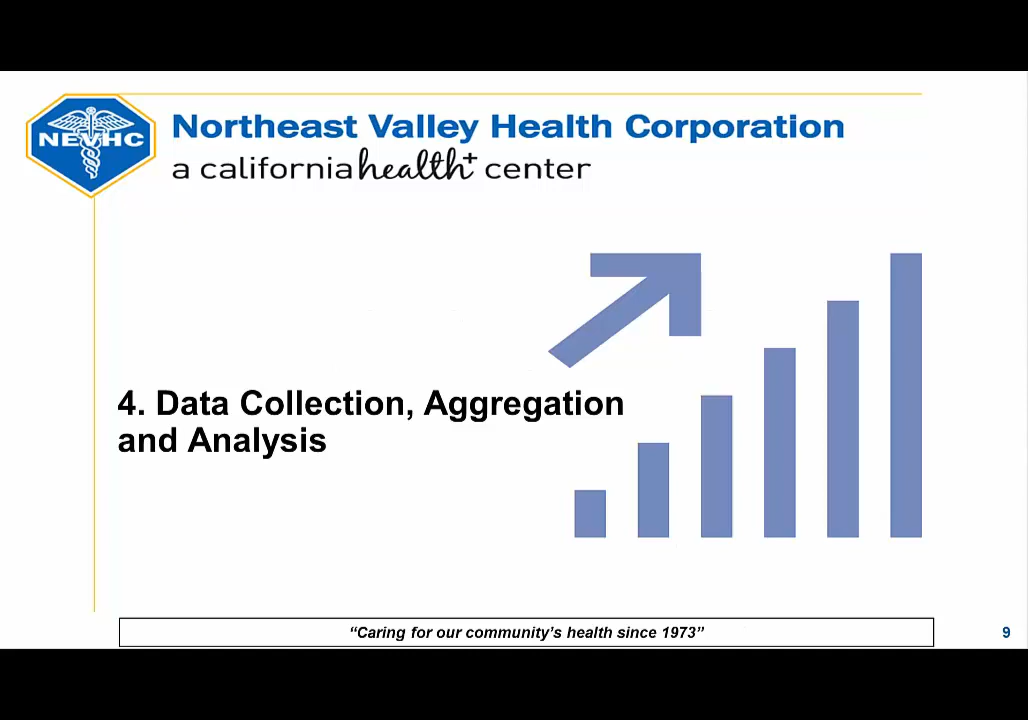 NEVHC
Northeast Valley Health Corporation
a california health+ center
4. Data Collection, Aggregation
and Analysis
“Caring for our community’s health since 1973”
9